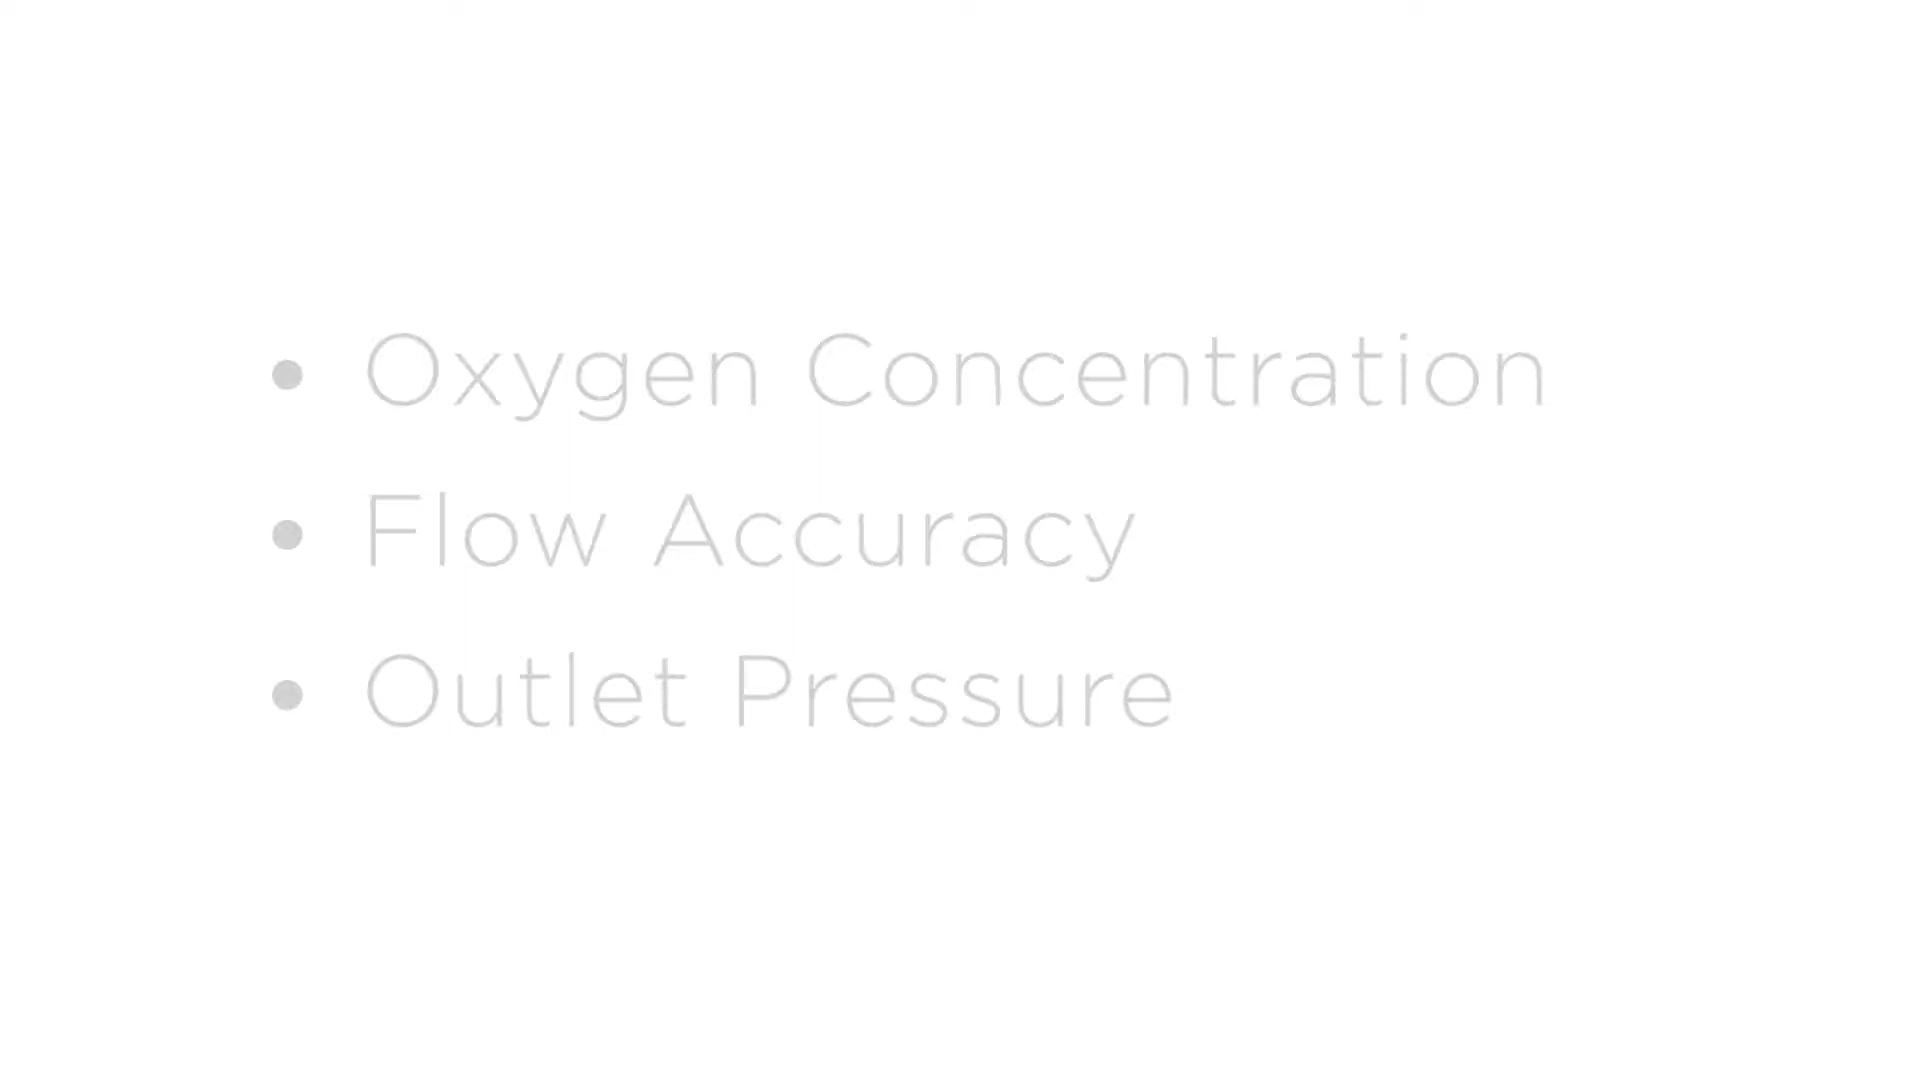 • Oxygen Concentration
• Flow Accuracy
• Outlet Pressure